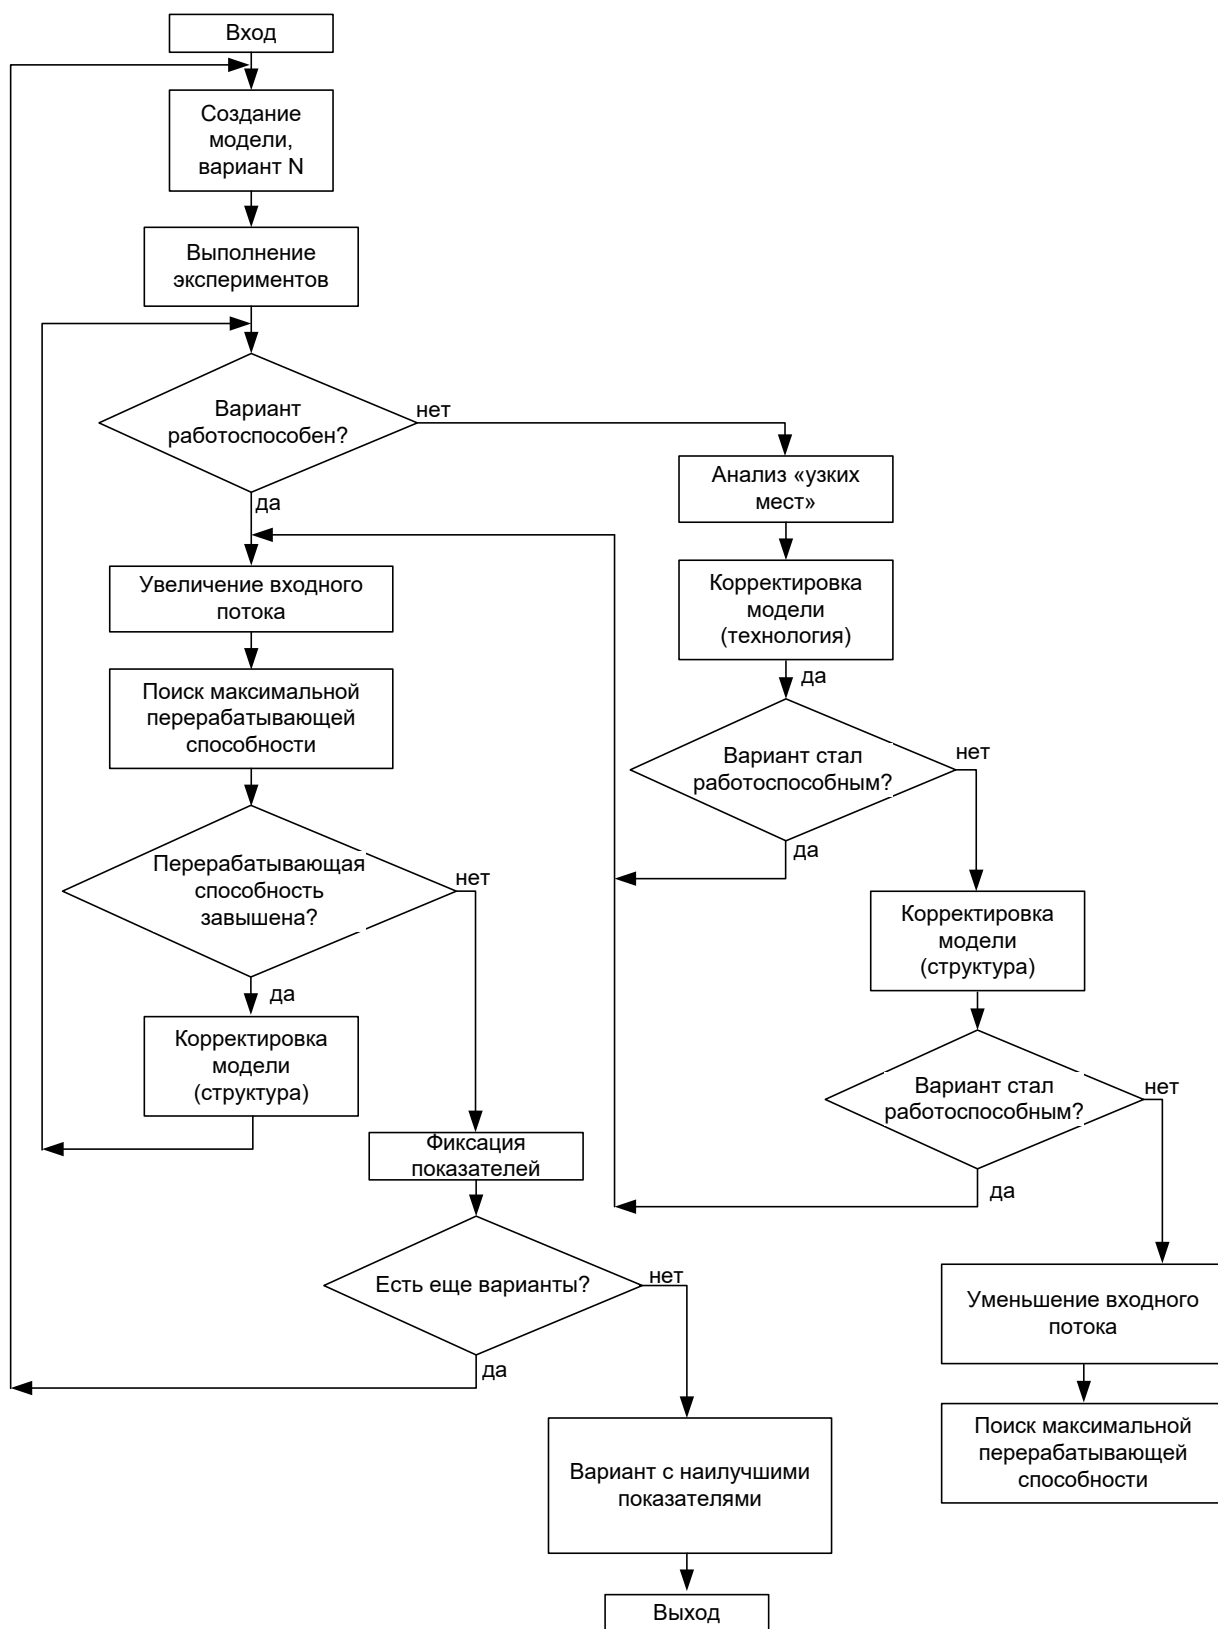 Вход
Создание
модели,
вариант N
Выполнение
экспериментов
Вариант
работоспособен?
нет
да
Анализ «узких
мест»
Корректировка
модели
(технология)
да
Увеличение входного
потока
Поиск максимальной
перерабатывающей
способности
Вариант стал
работоспособным?
нет
да
Перерабатывающая
способность
завышена?
нет
да
Корректировка
модели
(структура)
Корректировка
модели
(структура)
Вариант стал
работоспособным?
нет
да
Фиксация
показателей
Есть еще варианты?
нет
да
Уменьшение входного
потока
Поиск максимальной
перерабатывающей
способности
Вариант с наилучшими
показателями
Выход